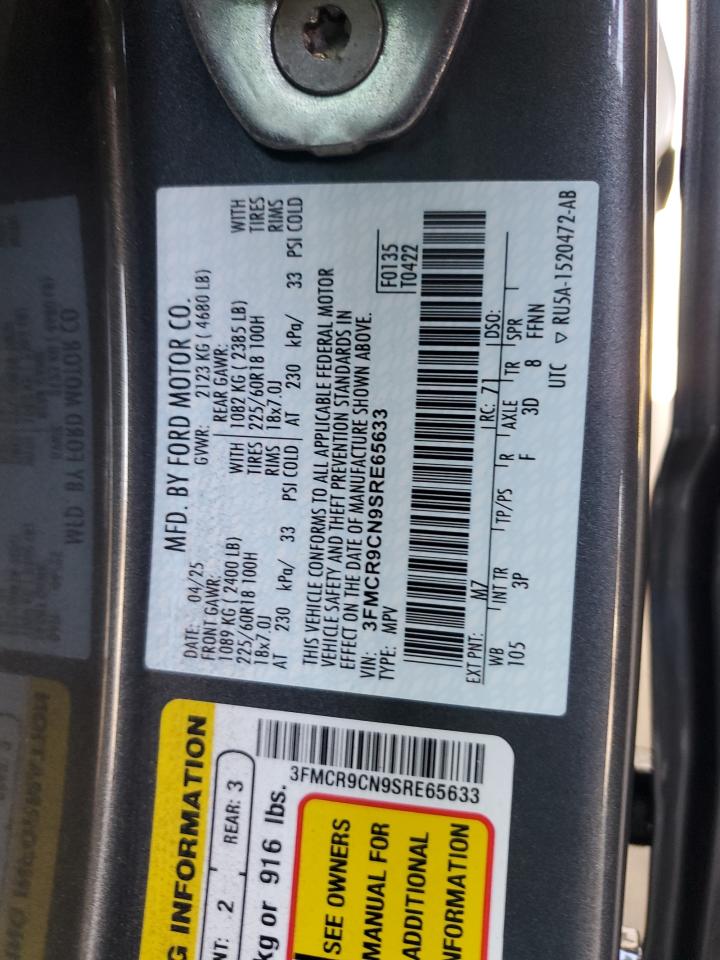 MFD. BY FORD MOTOR CO.
DATE: 04/25 GVWR: 2123 KG ( 4680 LB)
FRONT GAWR: REAR GAWR:
1089 KG ( 2400 LB) WITH 1082 KG ( 2385 LB) WITH
225/60R18 100H TIRES 225/60R18 100H TIRES
18x7.0J RIMS 18x7.0J RIMS
AT 230 kPa/ 33 PSI COLD AT 230 kPa/ 33 PSI COLD
THIS VEHICLE CONFORMS TO ALL APPLICABLE FEDERAL MOTOR
VEHICLE SAFETY AND THEFT PREVENTION STANDARDS IN
EFFECT ON THE DATE OF MANUFACTURE SHOWN ABOVE.
VIN: 3FMCR9CN9SRE65633 F0135
TYPE: MPV T0422
EXT PNT: M7 RC: 71 DSO:
WB INT TR TP/PS R AXLE TR SPR
105 3P F 3D 8 FFNN
UTC ▽ RU5A-1520472-AB
G INFORMATION
NT: 2 REAR: 3
kg or 916 lbs.
3FMCR9CN9SRE65633
SEE OWNERS
MANUAL FOR
ADDITIONAL
NFORMATION